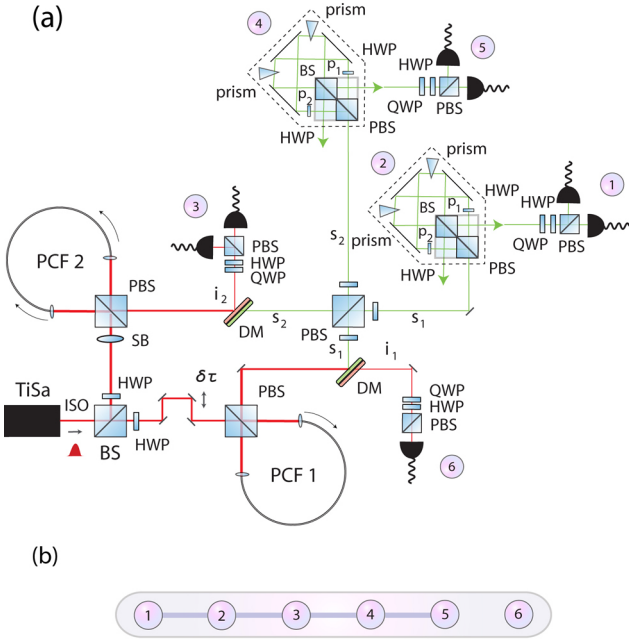 (a)
4
prism
HWP
5
HWP
BS
p1
prism
p2
QWP
PBS
HWP
PBS
2
prism
3
HWP
HWP
1
BS
p1
s2
PBS
HWP
QWP
prism
p2
QWP
PBS
PCF 2
HWP
PBS
PBS
i2
s2
s1
DM
PBS
SB
s1
i1
δτ
TiSa
HWP
PBS
DM
QWP
HWP
PBS
ISO
BS
HWP
PCF 1
6
(b)
1 2 3 4 5 6